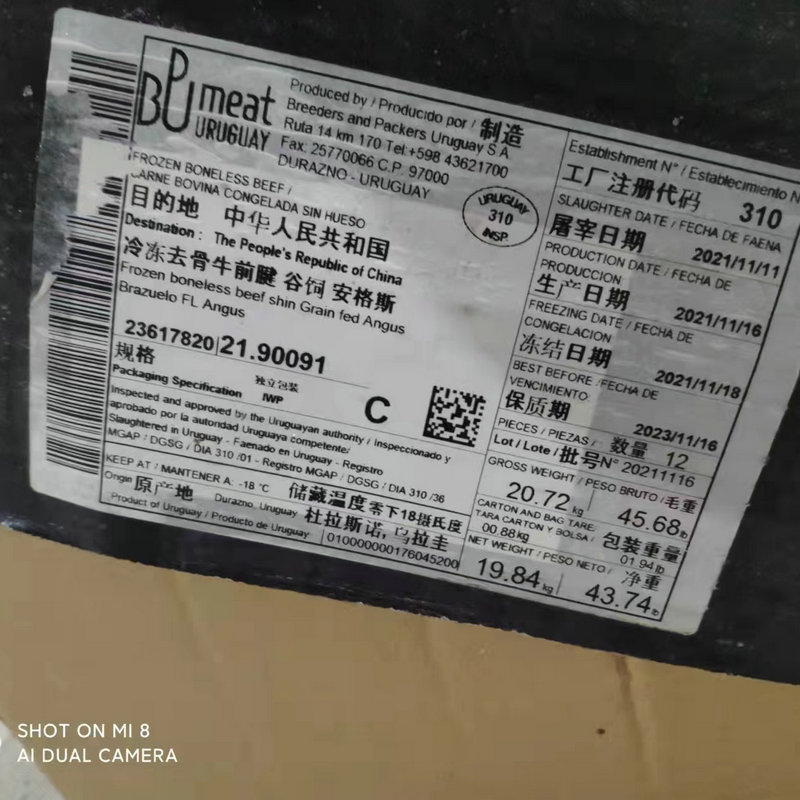 BPU meat
URUGUAY
Produced by / Producido por / 制造
Breeders and Packers Uruguay S.A
Ruta 14 km 170 Tel:+598 43621700
Fax: 25770066 C.P. 97000
DURAZNO - URUGUAY
FROZEN BONELESS BEEF /
CARNE BOVINA CONGELADA SIN HUESO
URUGUAY
310
INSP.
目的地 中华人民共和国
Destination : The People's Republic of China
冷冻去骨牛前腱 谷饲 安格斯
Frozen boneless beef shin Grain fed Angus
Brazuelo FL Angus
23617820 21.90091
规格 独立包装
Packaging Specification IWP
C
Inspected and approved by the Uruguayan authority / Inspeccionado y
aprobado por la autoridad Uruguaya competente/
Slaughtered in Uruguay - Faenado en Uruguay - Registro
MGAP / DGSG / DIA 310 /01 - Registro MGAP / DGSG / DIA 310 /36
KEEP AT / MANTENER A: -18 °C 储藏温度零下18摄氏度
Origin 原产地 Durazno, Uruguay 杜拉斯诺, 乌拉圭
Product of Uruguay / Producto de Uruguay
010000000176045200
Establishment N° / Establecimiento N
工厂注册代码 310
SLAUGHTER DATE / FECHA DE FAENA
屠宰日期 2021/11/11
PRODUCTION DATE / FECHA DE
PRODUCCION
生产日期 2021/11/16
FREEZING DATE / FECHA DE
CONGELACION
冻结日期 2021/11/18
BEST BEFORE /FECHA DE
VENCIMIENTO
保质期 2023/11/16
PIECES / PIEZAS / 数量 12
Lot / Lote / 批号N° 20211116
GROSS WEIGHT / PESO BRUTO / 毛重
20.72 kg 45.68 lb
CARTON AND BAG TARE:
TARA CARTON Y BOLSA / 包装重量
00.88 kg 01.94 lb
NET WEIGHT / PESO NETO / 净重
19.84 kg 43.74 lb
SHOT ON MI 8
AI DUAL CAMERA